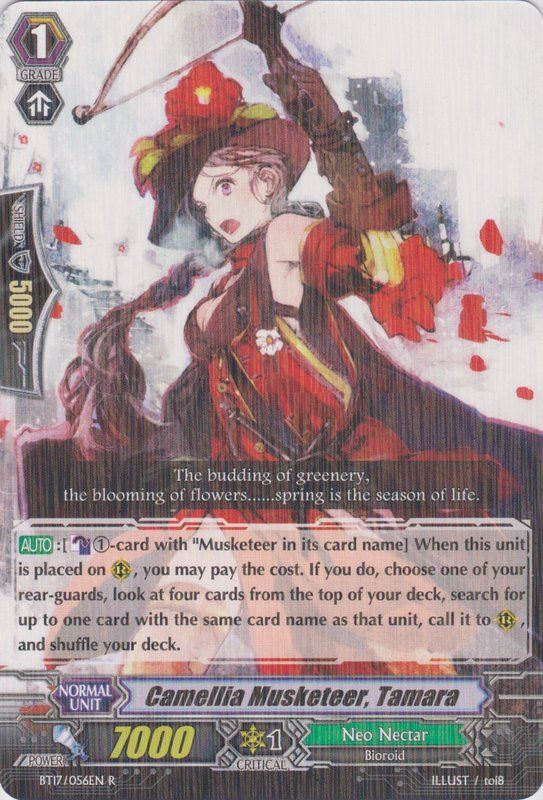 1
GRADE
SHIELD
5000
The budding of greenery,
the blooming of flowers......spring is the season of life.
AUTO:[ ①-card with "Musketeer in its card name] When this unit
is placed on R, you may pay the cost. If you do, choose one of your
rear-guards, look at four cards from the top of your deck, search for
up to one card with the same card name as that unit, call it to R,
and shuffle your deck.
NORMAL
UNIT
Camellia Musketeer, Tamara
POWER
7000
1
CRITICAL
Neo Nectar
Bioroid
BT17/056EN R
ILLUST / toi8